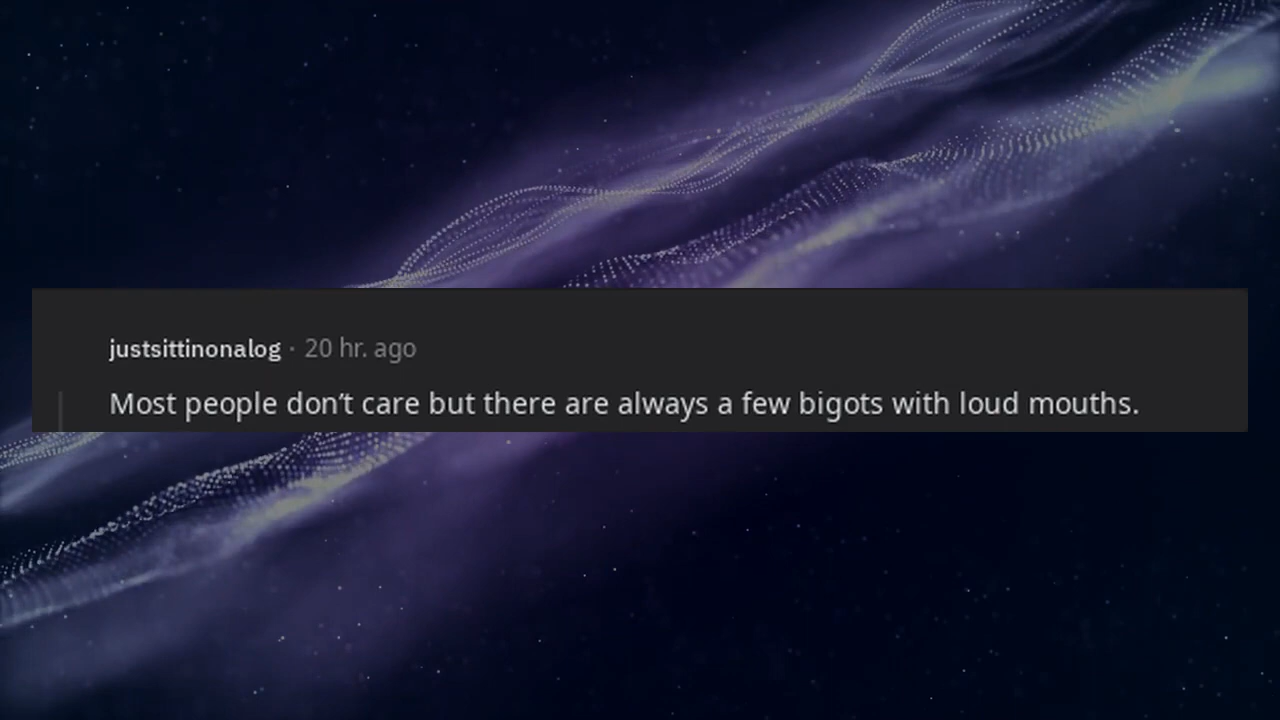 justsittinonalog · 20 hr. ago
Most people don’t care but there are always a few bigots with loud mouths.